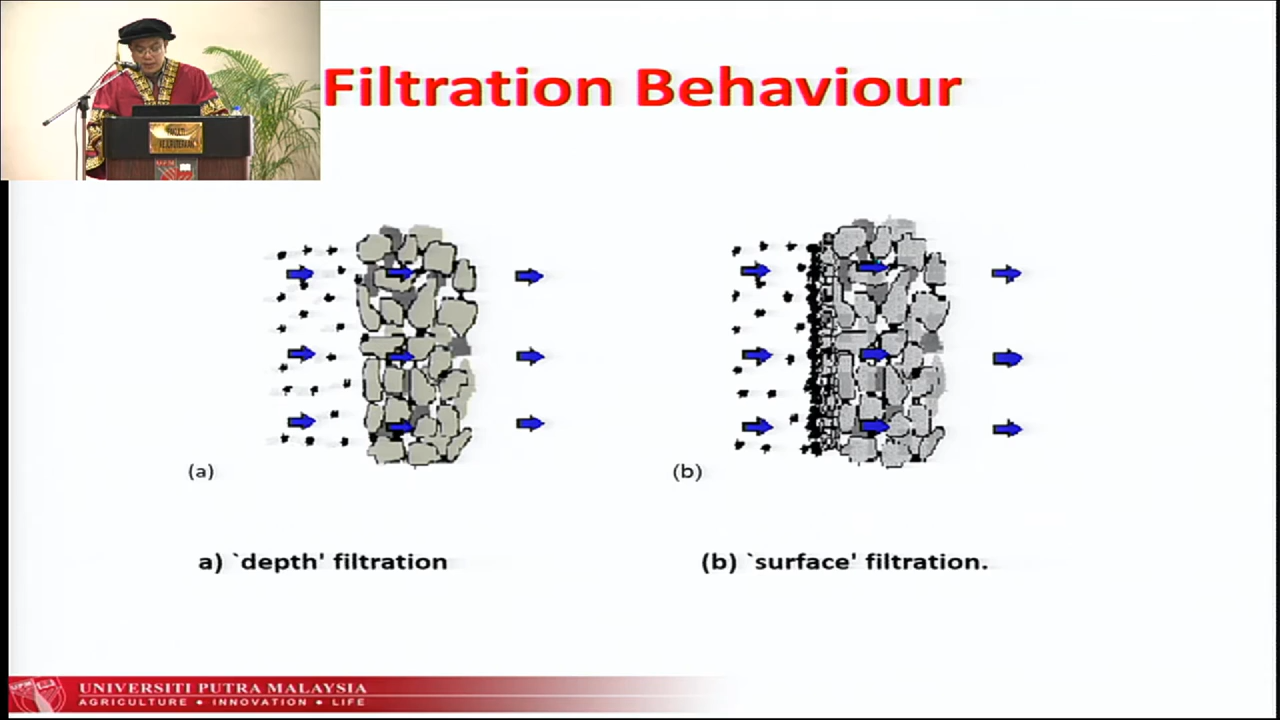 Filtration Behaviour
(a)
(b)
a) `depth' filtration
(b) `surface' filtration.
UNIVERSITI PUTRA MALAYSIA
AGRICULTURE • INNOVATION • LIFE